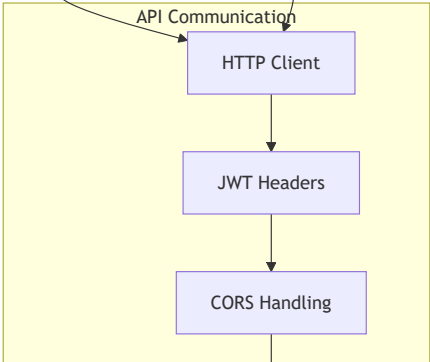 API Communication
HTTP Client
JWT Headers
CORS Handling